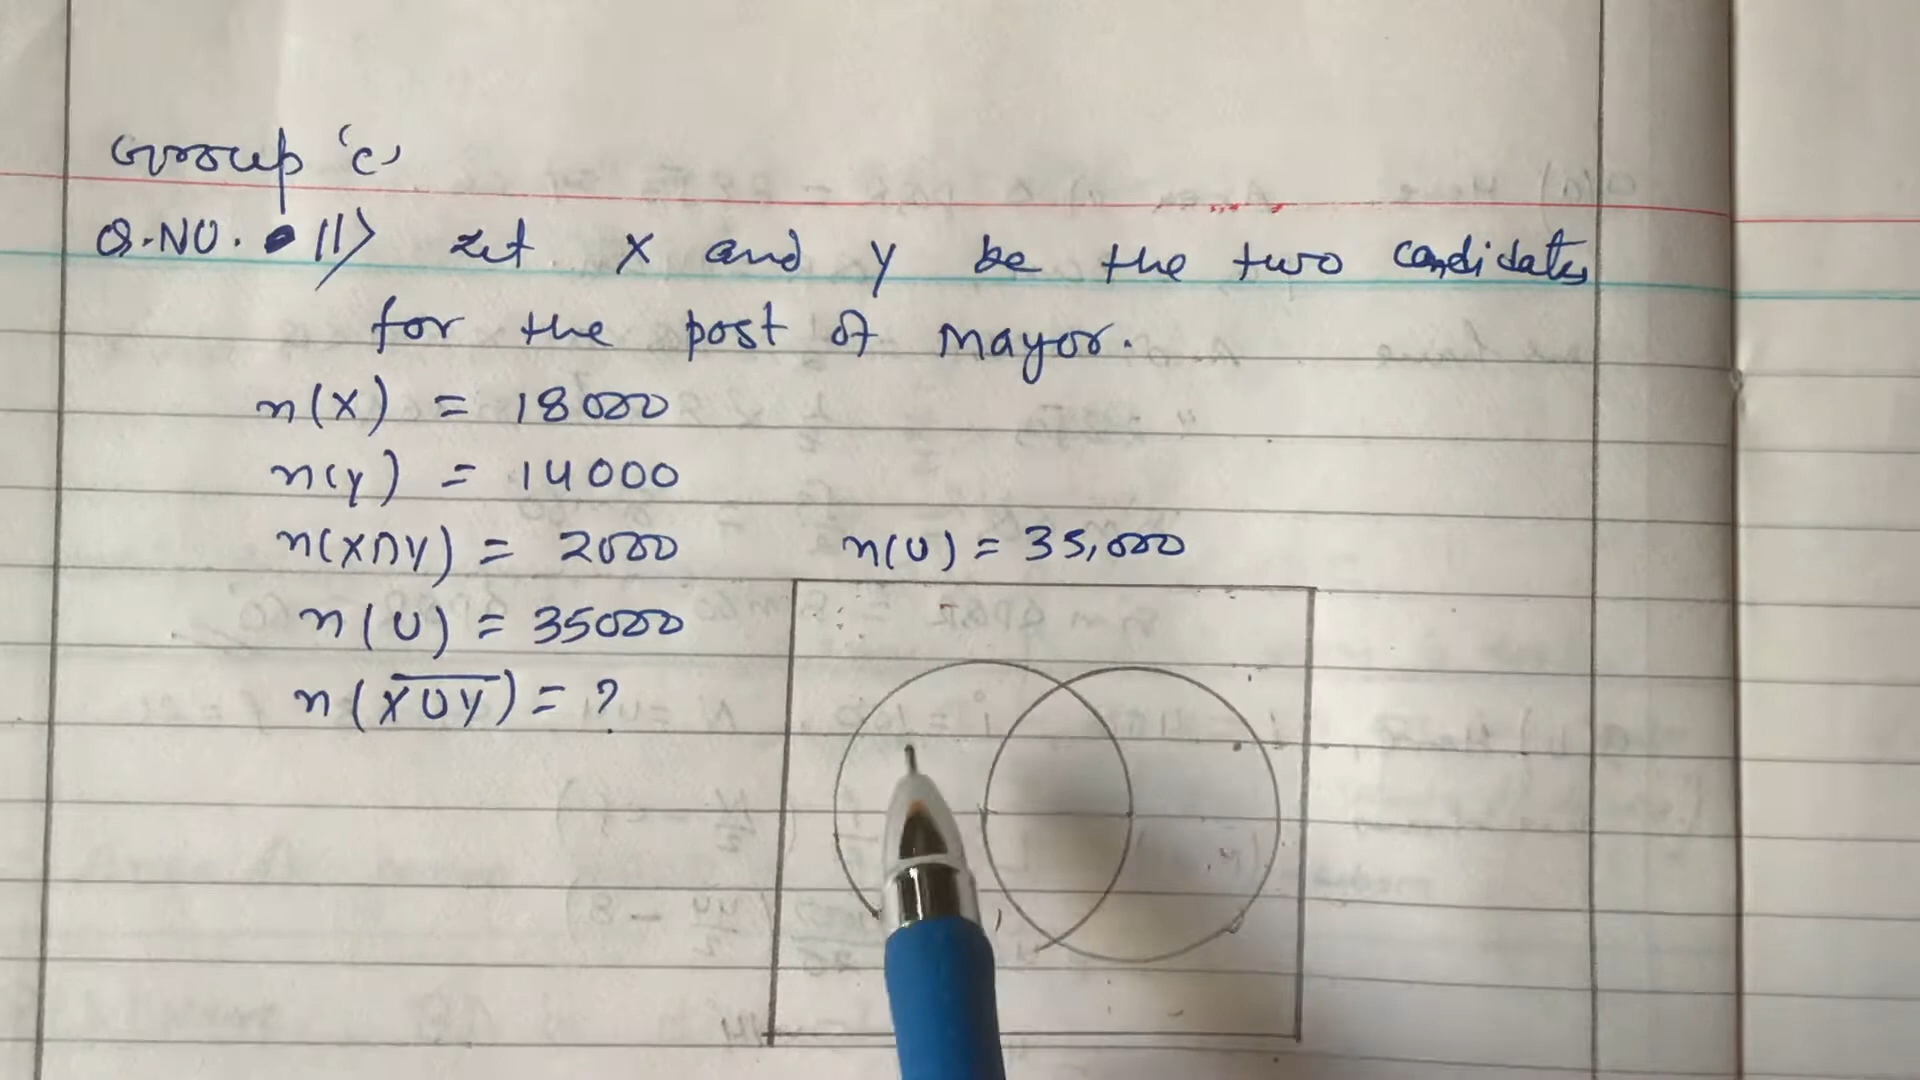 Group 'c'
Q.NO. 11> Let X and Y be the two candidates
for the post of Mayor.
n(X) = 18000
n(Y) = 14000
n(X∩Y) = 2000
n(U) = 35,000
n(U) = 35000
n(X̅ ̅U̅ ̅Y̅) = ?